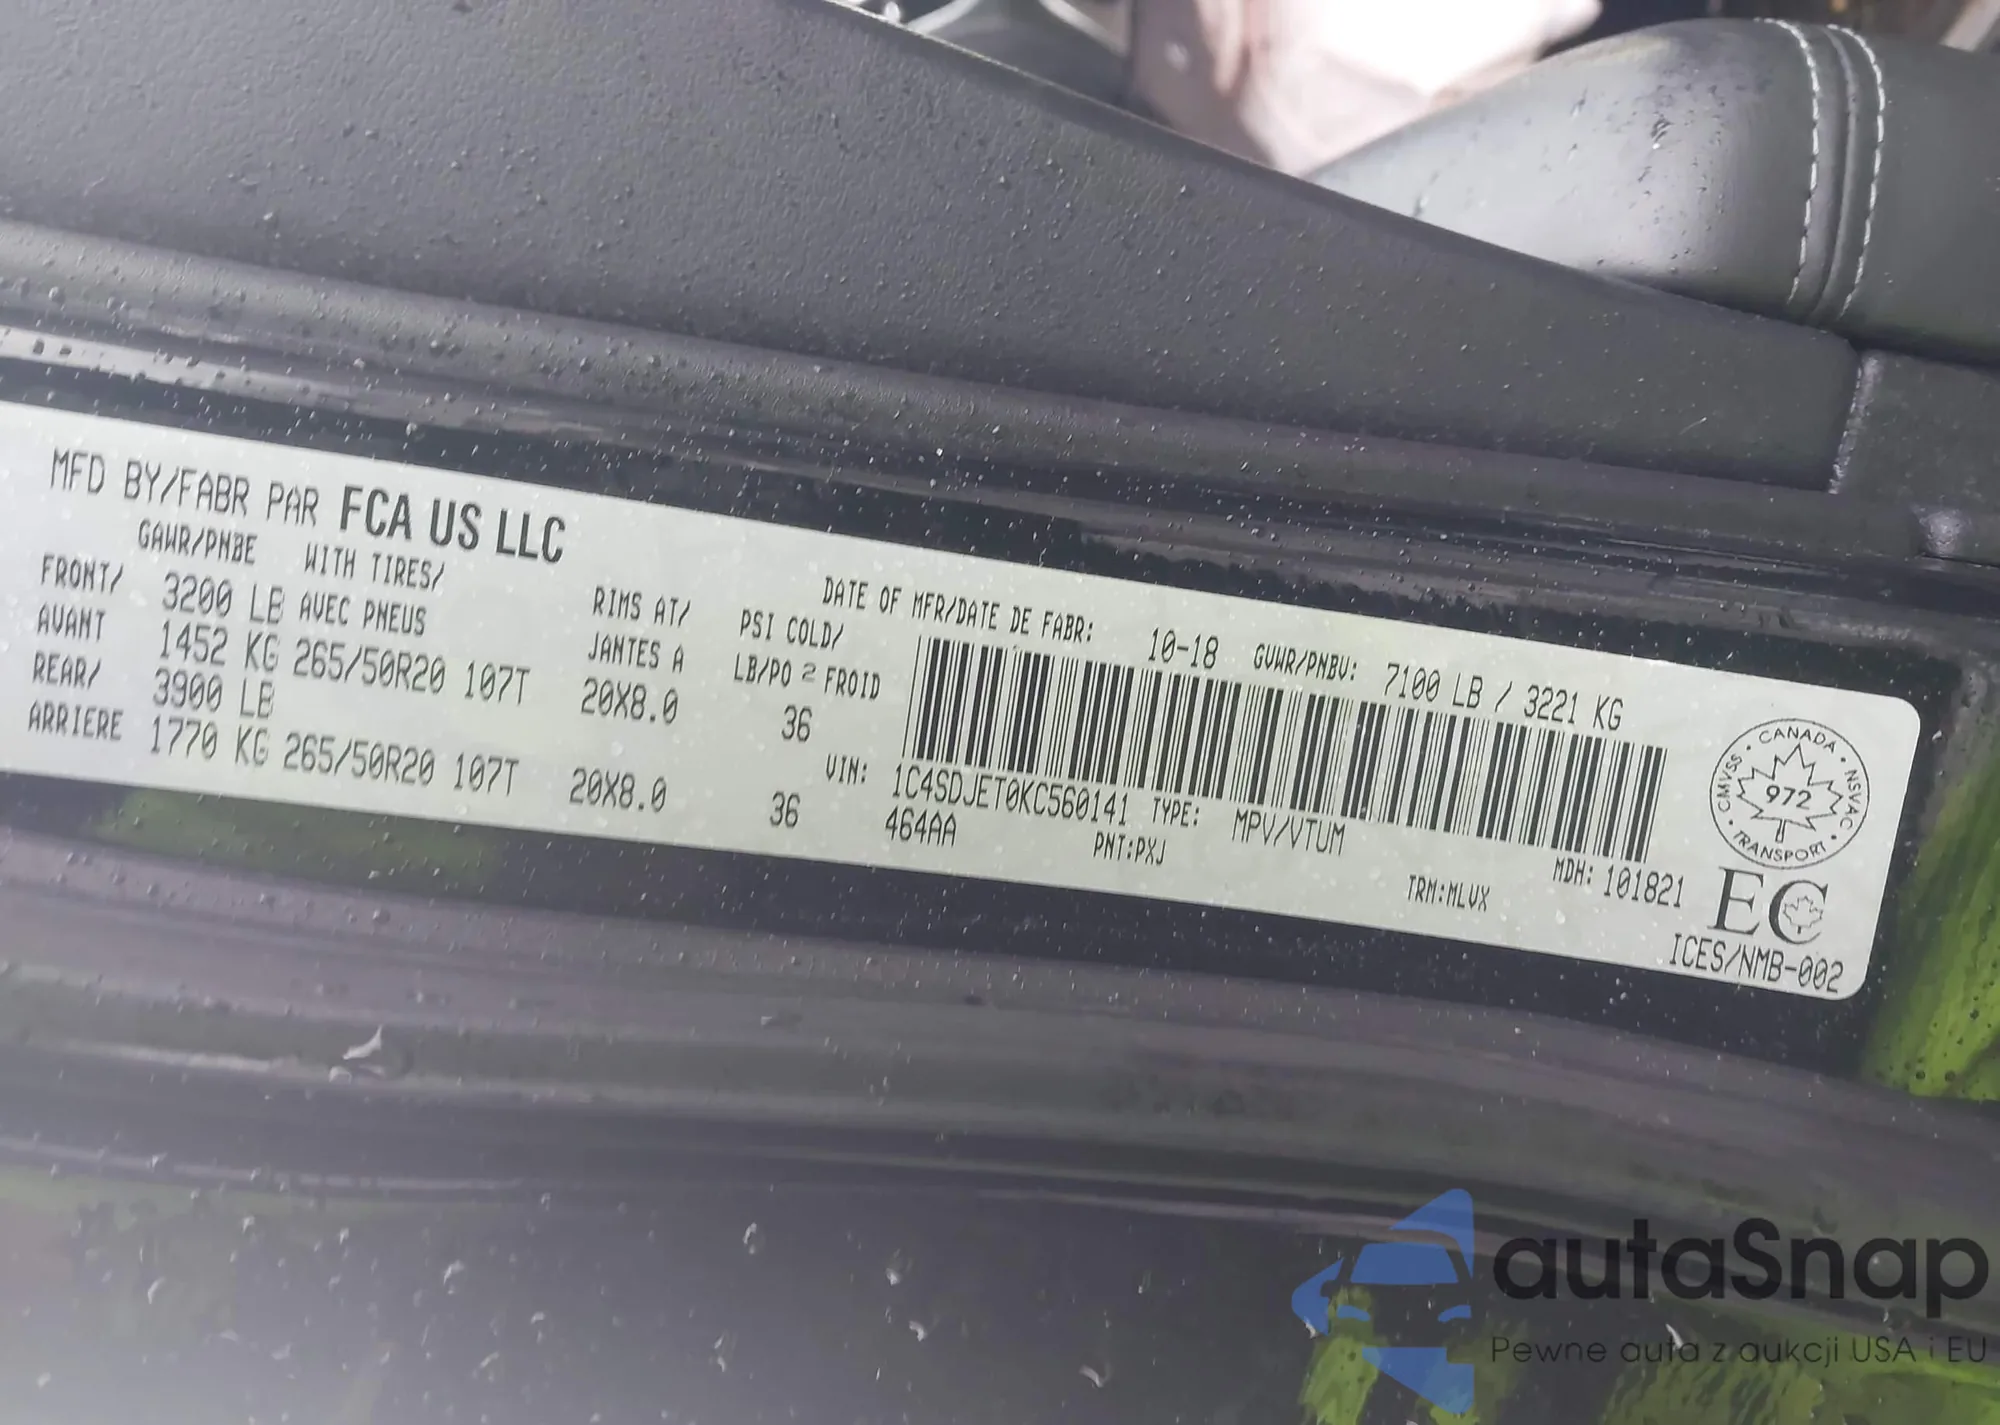 MFD BY/FABR PAR FCA US LLC
DATE OF MFR/DATE DE FABR: 10-18 GVWR/PNBV: 7100 LB / 3221 KG
GAWR/PNBE WITH TIRES/ RIMS AT/ PSI COLD/
AVEC PNEUS JANTES A LB/PO 2 FROID
FRONT/ 3200 LB
AVANT 1452 KG 265/50R20 107T 20X8.0 36
REAR/ 3900 LB
ARRIERE 1770 KG 265/50R20 107T 20X8.0 36
VIN: 1C4SDJET0KC560141 TYPE: MPV/VTUM
464AA PNT:PXJ TRM:MLVX MDH: 101821
CANADA
CMVSS 972 NSVAC
TRANSPORT
EC
ICES/NMB-002
autaSnap
Pewne auta z aukcji USA i EU